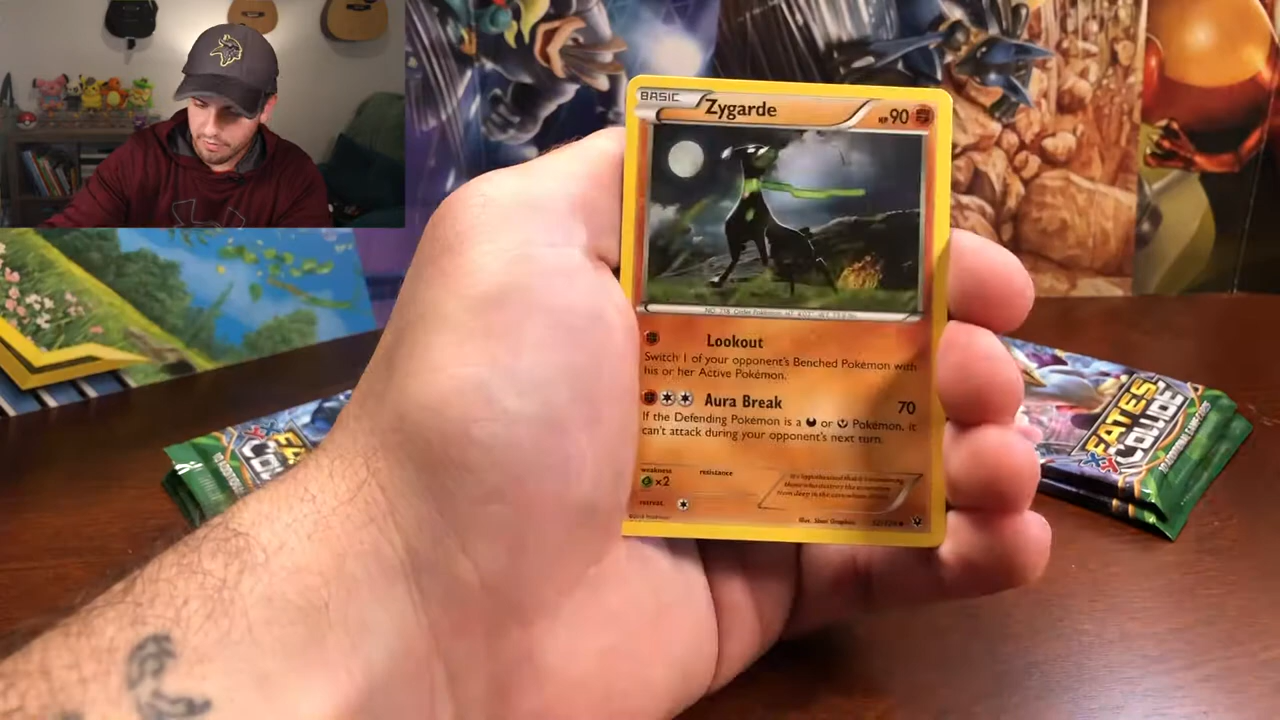 BASIC
Zygarde
HP 90
Lookout
Switch 1 of your opponent's Benched Pokémon with
his or her Active Pokémon.
Aura Break 70
If the Defending Pokémon is a or Pokémon, it
can't attack during your opponent's next turn.
weakness
resistance
x2
retreat
FATES
COLLIDE
XY